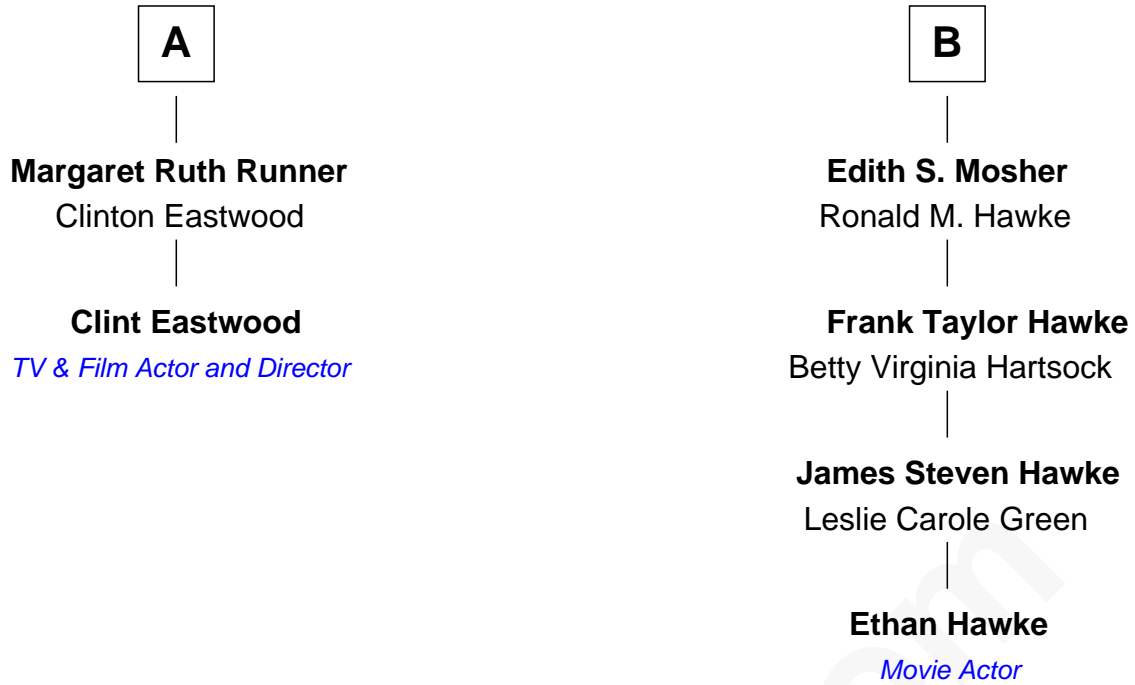 A
Margaret Ruth Runner
Clinton Eastwood
Clint Eastwood
TV & Film Actor and Director
B
Edith S. Mosher
Ronald M. Hawke
Frank Taylor Hawke
Betty Virginia Hartsock
James Steven Hawke
Leslie Carole Green
Ethan Hawke
Movie Actor